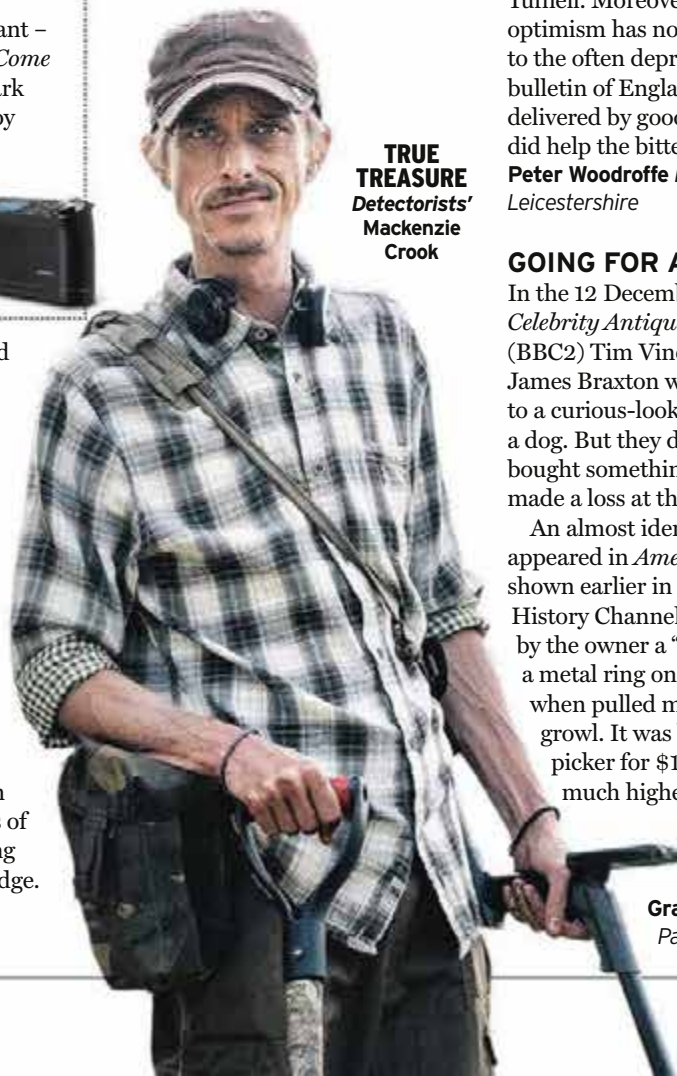 ant –
Come
ark
by
d
n
s of
ng
dge.
TRUE
TREASURE
Detectorists’
Mackenzie
Crook
Turnell. Moreove
optimism has no
to the often depr
bulletin of Engla
delivered by good
did help the bitte
Peter Woodroffe
Leicestershire
GOING FOR A
In the 12 Decemb
Celebrity Antiqu
(BBC2) Tim Vinc
James Braxton w
to a curious-look
a dog. But they d
bought somethin
made a loss at th
An almost iden
appeared in Ame
shown earlier in
History Channel
by the owner a “
a metal ring on
when pulled m
growl. It was
picker for $1
much highe
Gra
Pa